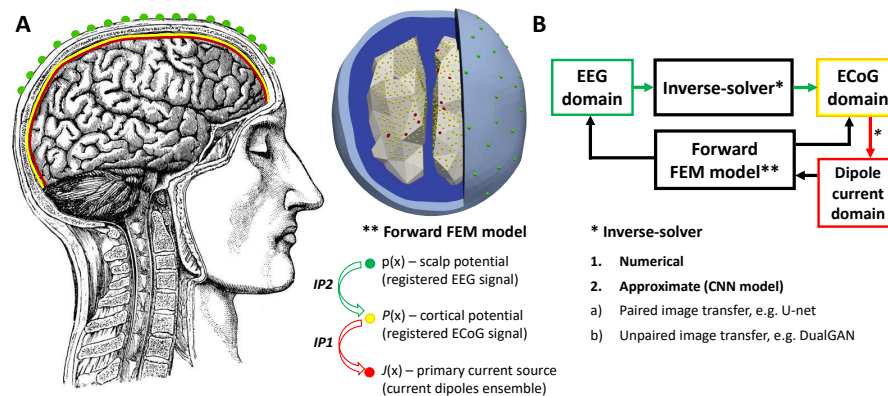 A
** Forward FEM model
p(x) – scalp potential
(registered EEG signal)
IP2
P(x) – cortical potential
(registered ECoG signal)
IP1
J(x) – primary current source
(current dipoles ensemble)
B
EEG
domain
Inverse-solver*
ECoG
domain
*
Forward
FEM model**
Dipole
current
domain
* Inverse-solver
1. Numerical
2. Approximate (CNN model)
a) Paired image transfer, e.g. U-net
b) Unpaired image transfer, e.g. DualGAN